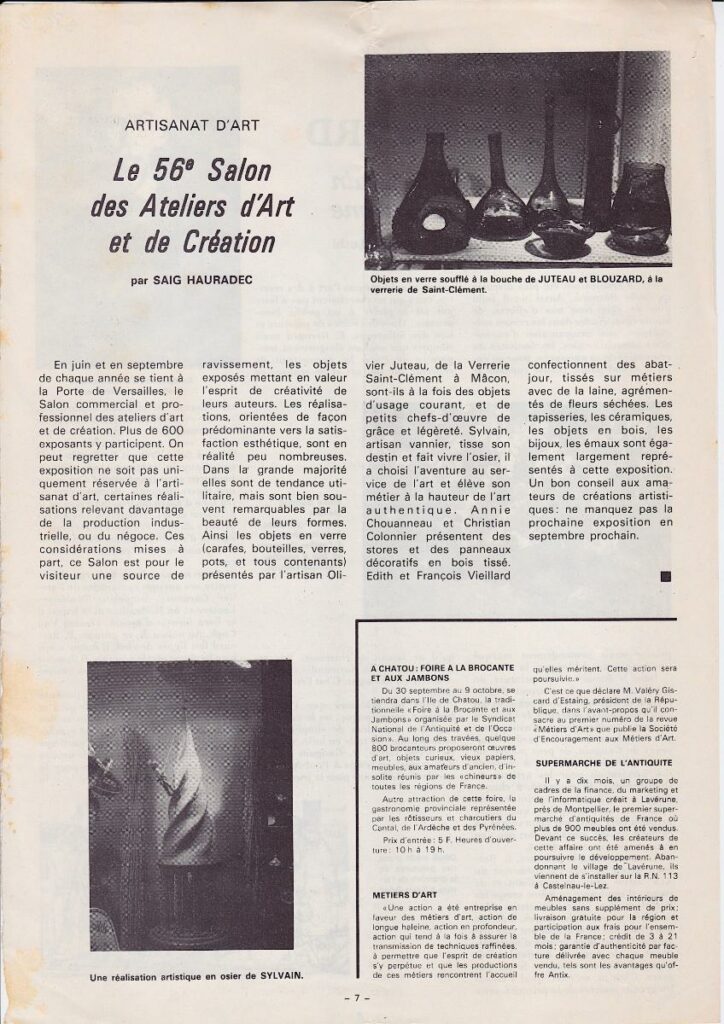 ARTISANAT D'ART
Le 56e Salon
des Ateliers d'Art
et de Création
par SAIG HAURADEC
Objets en verre soufflé à la bouche de JUTEAU et BLOUZARD, à la
verrerie de Saint-Clément.
En juin et en septembre
de chaque année se tient à
la Porte de Versailles, le
Salon commercial et pro-
fessionnel des ateliers d'art
et de création. Plus de 600
exposants y participent. On
peut regretter que cette
exposition ne soit pas uni-
quement réservée à l'arti-
sanat d'art, certaines réali-
sations relevant davantage
de la production indus-
trielle, ou du négoce. Ces
considérations mises à
part, ce Salon est pour le
visiteur une source de
ravissement, les objets
exposés mettant en valeur
l'esprit de créativité de
leurs auteurs. Les réalisa-
tions, orientées de façon
prédominante vers la satis-
faction esthétique, sont en
réalité peu nombreuses.
Dans la grande majorité
elles sont de tendance uti-
litaire, mais sont bien sou-
vent remarquables par la
beauté de leurs formes.
Ainsi les objets en verre
(carafes, bouteilles, verres,
pots, et tous contenants)
présentés par l'artisan Oli-
vier Juteau, de la Verrerie
Saint-Clément à Mâcon,
sont-ils à la fois des objets
d'usage courant, et de
petits chefs-d'œuvre de
grâce et légèreté. Sylvain,
artisan vannier, tisse son
destin et fait vivre l'osier, il
a choisi l'aventure au ser-
vice de l'art et élève son
métier à la hauteur de l'art
authentique. Annie
Chouanneau et Christian
Colonnier présentent des
stores et des panneaux
décoratifs en bois tissé.
Edith et François Vieillard
confectionnent des abat-
jour, tissés sur métiers
avec de la laine, agrémen-
tés de fleurs séchées. Les
tapisseries, les céramiques,
les objets en bois, les
bijoux, les émaux sont éga-
lement largement repré-
sentés à cette exposition.
Un bon conseil aux ama-
teurs de créations artisti-
ques : ne manquez pas la
prochaine exposition en
septembre prochain.
Une réalisation artistique en osier de SYLVAIN.
A CHATOU : FOIRE A LA BROCANTE
ET AUX JAMBONS
Du 30 septembre au 9 octobre, se
tiendra dans l'Ile de Chatou, la tradi-
tionnelle «Foire à la Brocante et aux
Jambons» organisée par le Syndicat
National de l'Antiquité et de l'Occa-
sion». Au long des travées, quelque
800 brocanteurs proposeront œuvres
d'art, objets curieux, vieux papiers,
meubles, aux amateurs d'ancien, d'in-
solite réunis par les «chineurs» de
toutes les régions de France.
Autre attraction de cette foire, la
gastronomie provinciale représentée
par les rôtisseurs et charcutiers du
Cantal, de l'Ardèche et des Pyrénées.
Prix d'entrée : 5 F. Heures d'ouver-
ture : 10 h à 19 h.
METIERS D'ART
«Une action a été entreprise en
faveur des métiers d'art, action de
longue haleine, action en profondeur,
action qui tend à la fois à assurer la
transmission de techniques raffinées,
à permettre que l'esprit de création
s'y perpétue et que les productions
de ces métiers rencontrent l'accueil
qu'elles méritent. Cette action sera
poursuivie.»
C'est ce que déclare M. Valéry Gis-
card d'Estaing, président de la Répu-
blique, dans l'avant-propos qu'il con-
sacre au premier numéro de la revue
«Métiers d'Art» que publie la Société
d'Encouragement aux Métiers d'Art.
SUPERMARCHE DE L'ANTIQUITE
Il y a dix mois, un groupe de
cadres de la finance, du marketing et
de l'informatique créait à Lavérune,
près de Montpellier, le premier super-
marché d'antiquités de France où
plus de 900 meubles ont été vendus.
Devant ce succès, les créateurs de
cette affaire ont été amenés à en
poursuivre le développement. Aban-
donnant le village de Lavérune, ils
viennent de s'installer sur la R.N. 113
à Castelnau-le-Lez.
Aménagement des intérieurs de
meubles sans supplément de prix ;
livraison gratuite pour la région et
participation aux frais pour l'ensem-
ble de la France ; crédit de 3 à 21
mois ; garantie d'authenticité par fac-
ture délivrée avec chaque meuble
vendu, tels sont les avantages qu'of-
fre Antix.
– 7 –